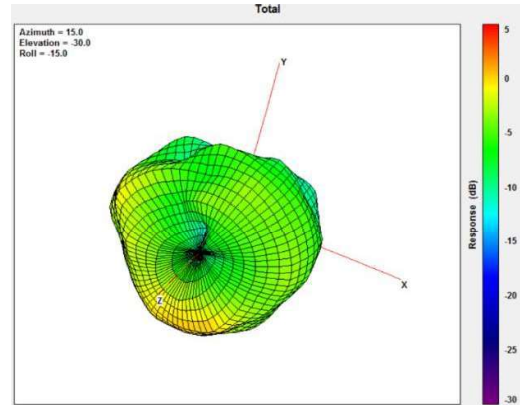 Total
Azimuth = 15.0
Elevation = -30.0
Roll = -15.0
Y
X
Z
5
0
-5
-10
-15
-20
-25
-30
Response (dB)